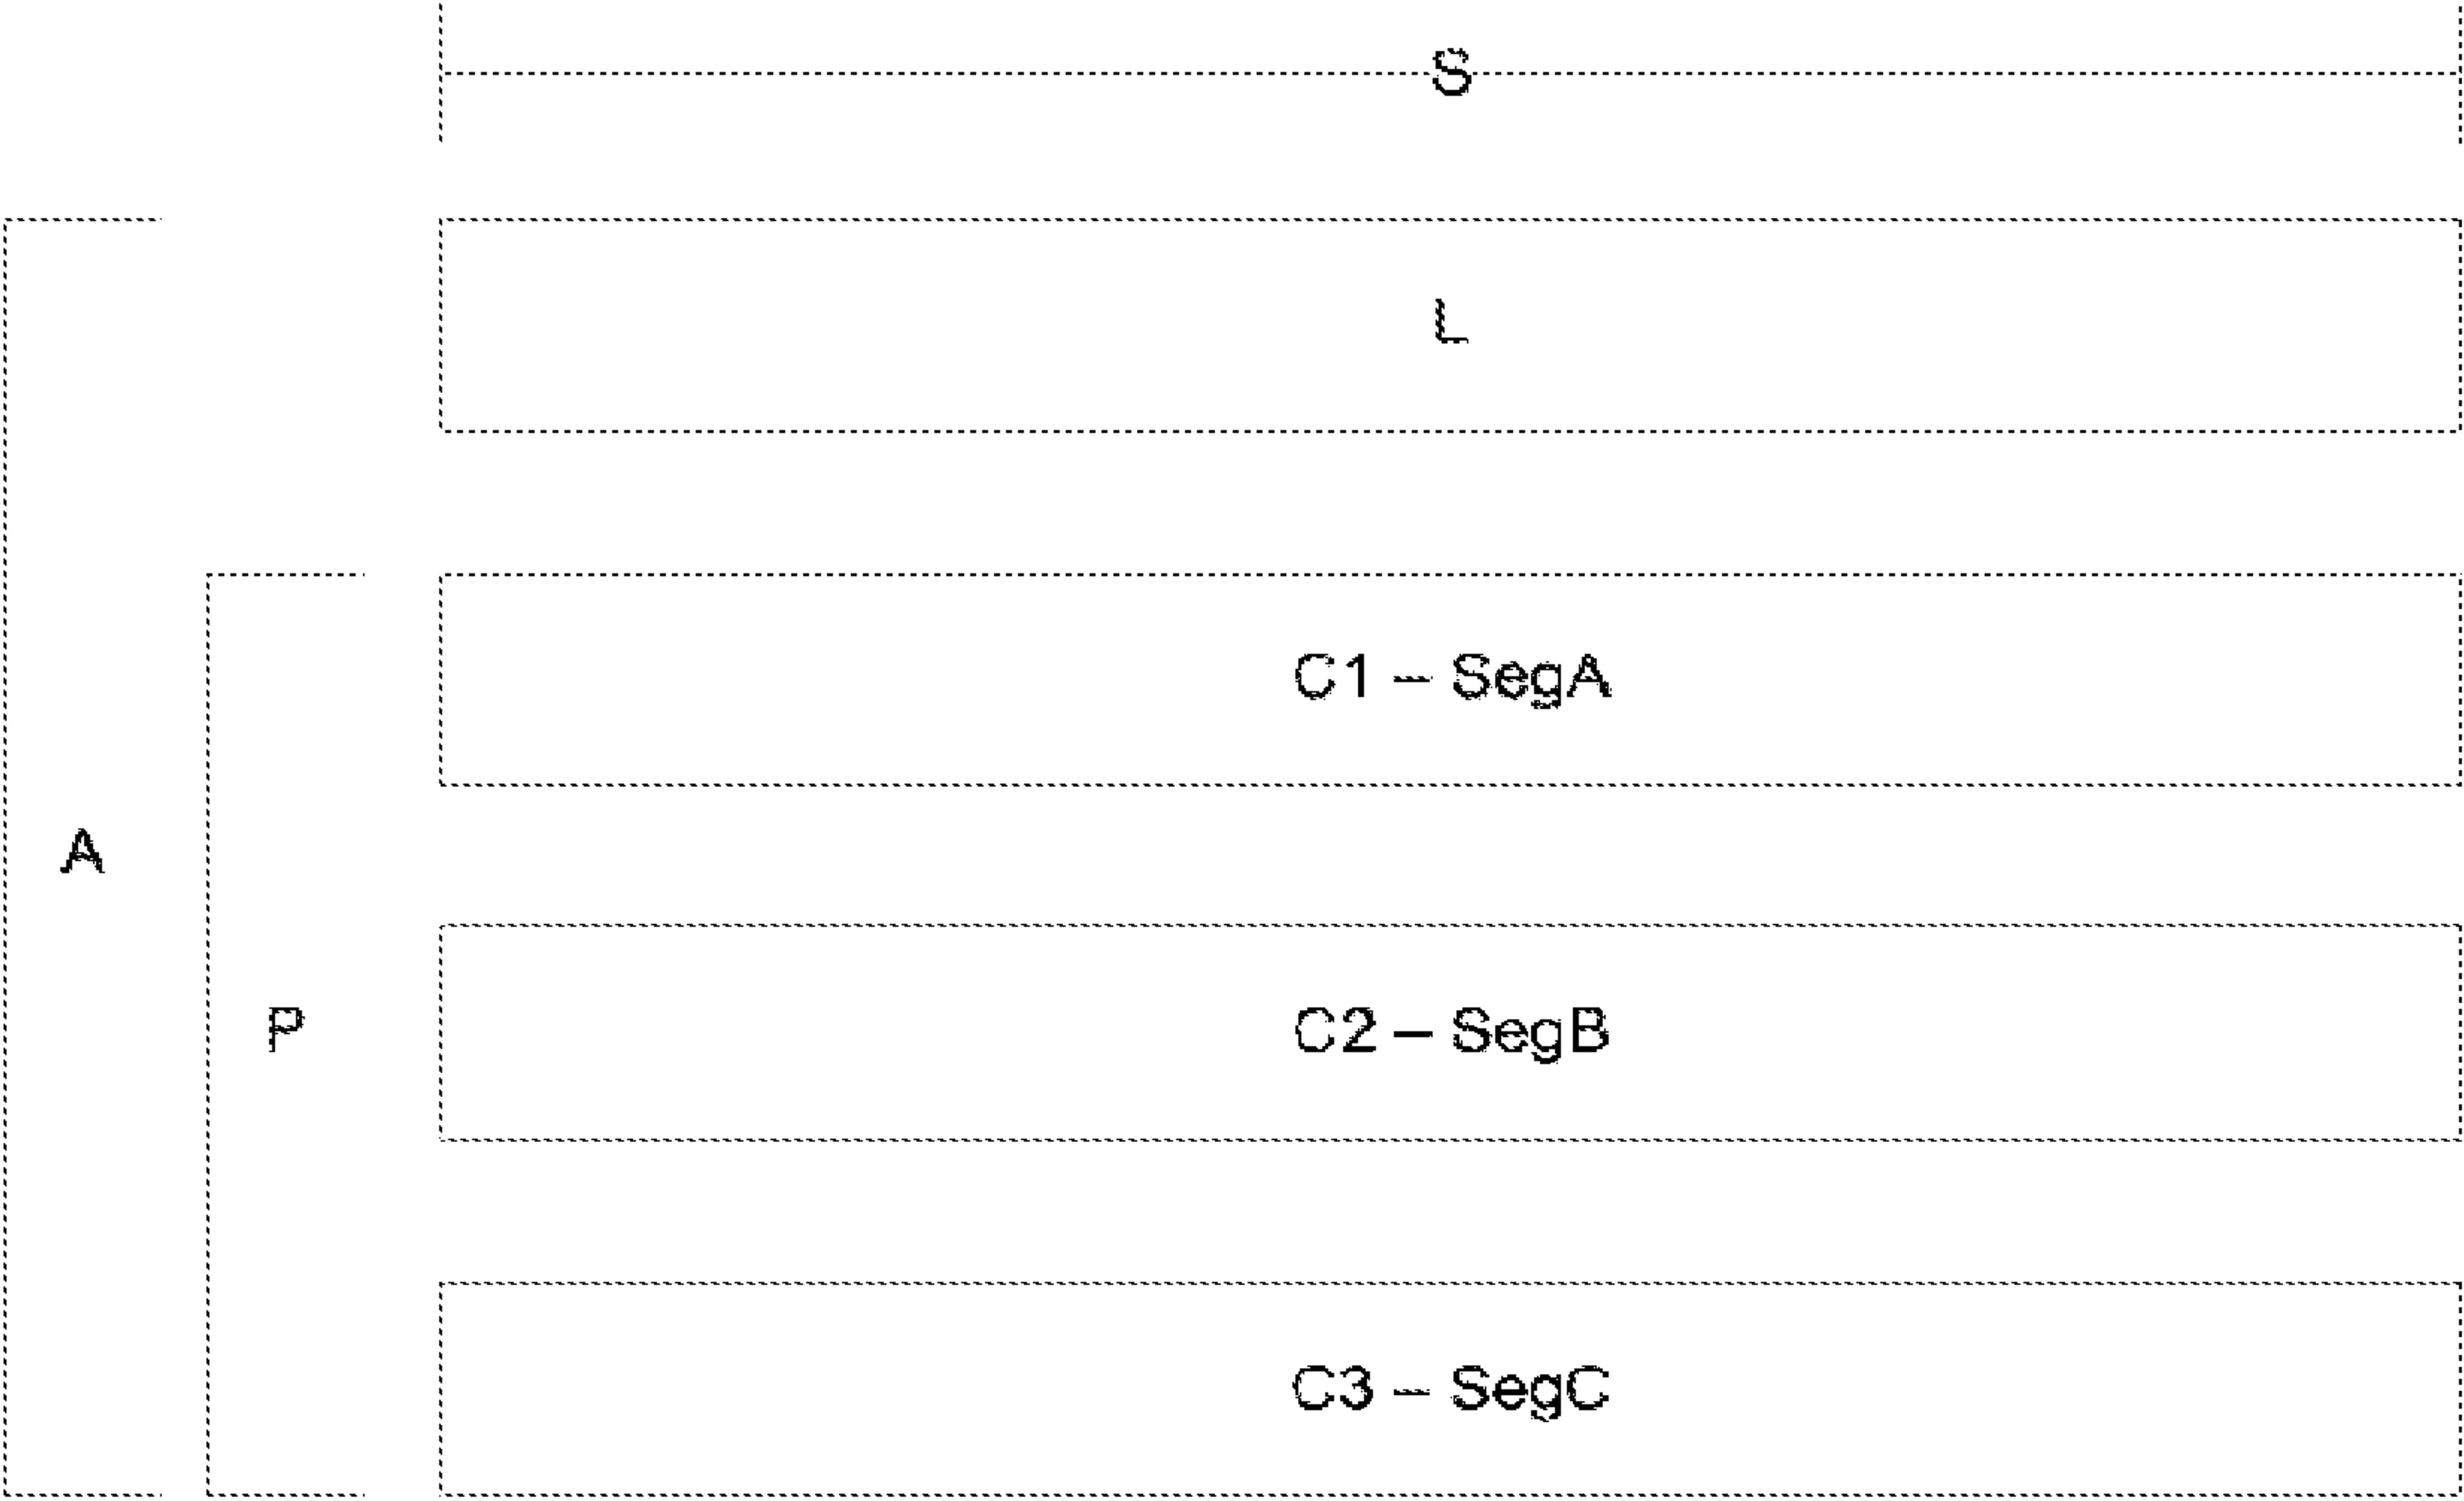 S
L
C1 – SegA
A
P
C2 – SegB
C3 – SegC